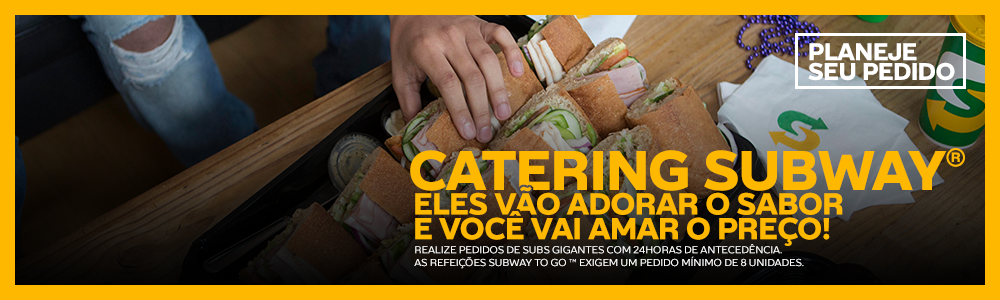 PLANEJE
SEU PEDIDO
CATERING SUBWAY®
ELES VÃO ADORAR O SABOR
E VOCÊ VAI AMAR O PREÇO!
REALIZE PEDIDOS DE SUBS GIGANTES COM 24HORAS DE ANTECEDÊNCIA.
AS REFEIÇÕES SUBWAY TO GO ™ EXIGEM UM PEDIDO MÍNIMO DE 8 UNIDADES.